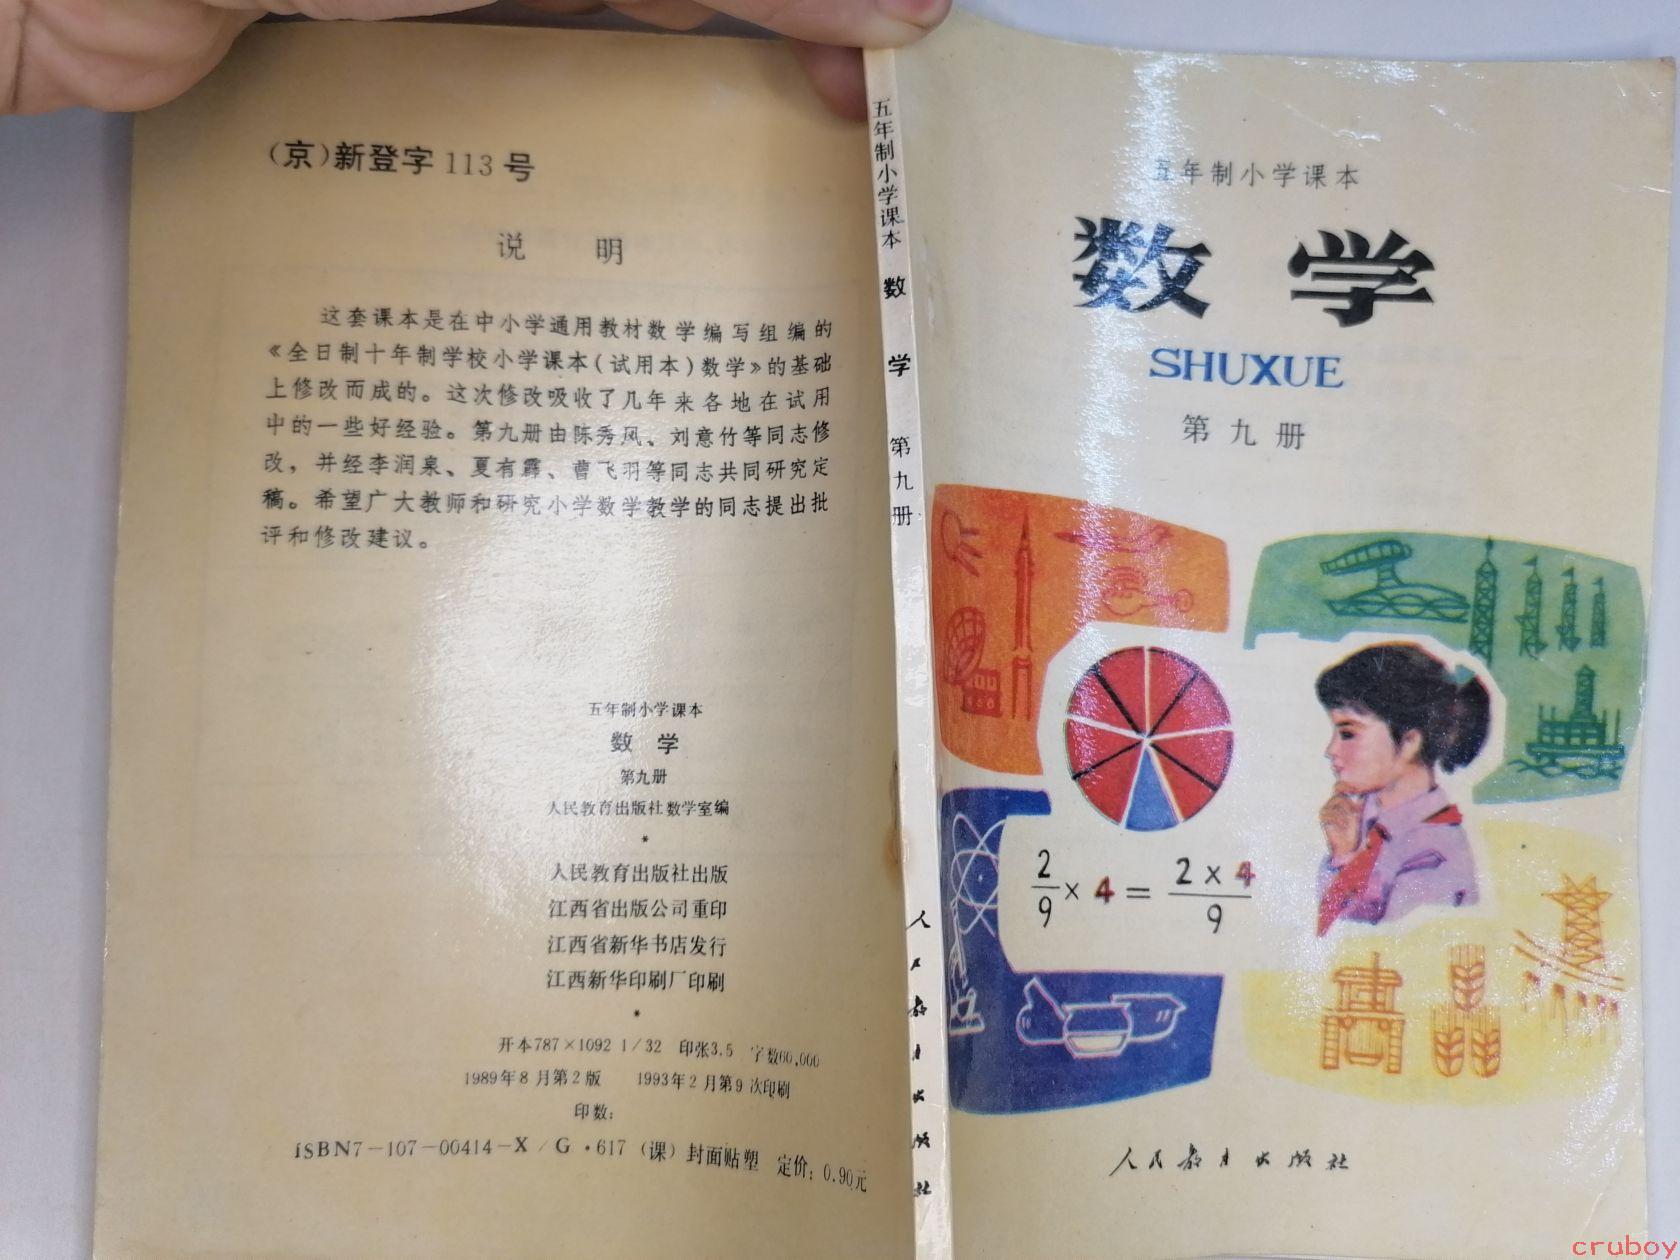 (京)新登字113号
说 明
这套课本是在中小学通用教材数学编写组编的
《全日制十年制学校小学课本(试用本)数学》的基础
上修改而成的。这次修改吸收了几年来各地在试用
中的一些好经验。第九册由陈秀风、刘意竹等同志修
改，并经李润泉、夏有霖、曹飞羽等同志共同研究定
稿。希望广大教师和研究小学数学教学的同志提出批
评和修改建议。
五年制小学课本
数 学
第九册
人民教育出版社数学室编
*
人民教育出版社出版
江西省出版公司重印
江西省新华书店发行
江西新华印刷厂印刷
*
开本787×1092 1/32 印张3.5 字数60,000
1989年8月第2版 1993年2月第9次印刷
印数:
ISBN7-107-00414-X/G·617(课)封面贴塑 定价:0.90元
五年制小学课本 数学 第九册 人民教育出版社
五年制小学课本
数学
SHUXUE
第九册
2/9 × 4 = 2×4/9
人民教育出版社
cruboy